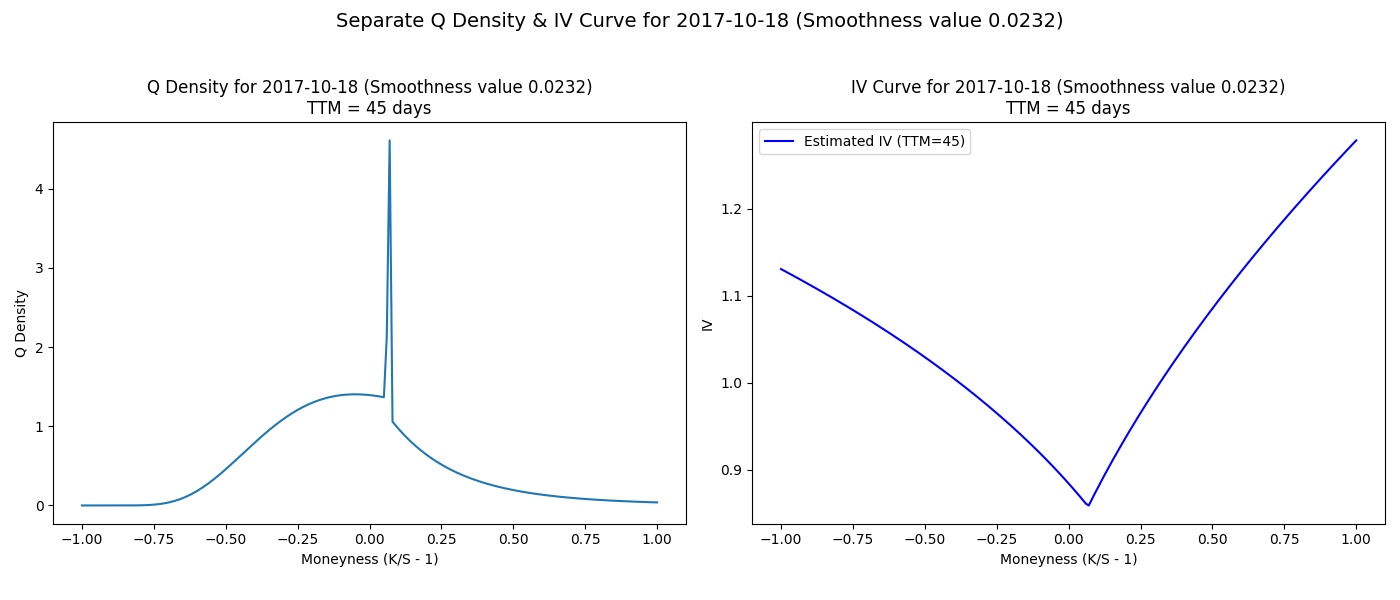 Separate Q Density & IV Curve for 2017-10-18 (Smoothness value 0.0232)
Q Density for 2017-10-18 (Smoothness value 0.0232)
TTM = 45 days
Q Density
4
3
2
1
0
−1.00 −0.75 −0.50 −0.25 0.00 0.25 0.50 0.75 1.00
Moneyness (K/S - 1)
IV Curve for 2017-10-18 (Smoothness value 0.0232)
TTM = 45 days
Estimated IV (TTM=45)
IV
1.2
1.1
1.0
0.9
−1.00 −0.75 −0.50 −0.25 0.00 0.25 0.50 0.75 1.00
Moneyness (K/S - 1)